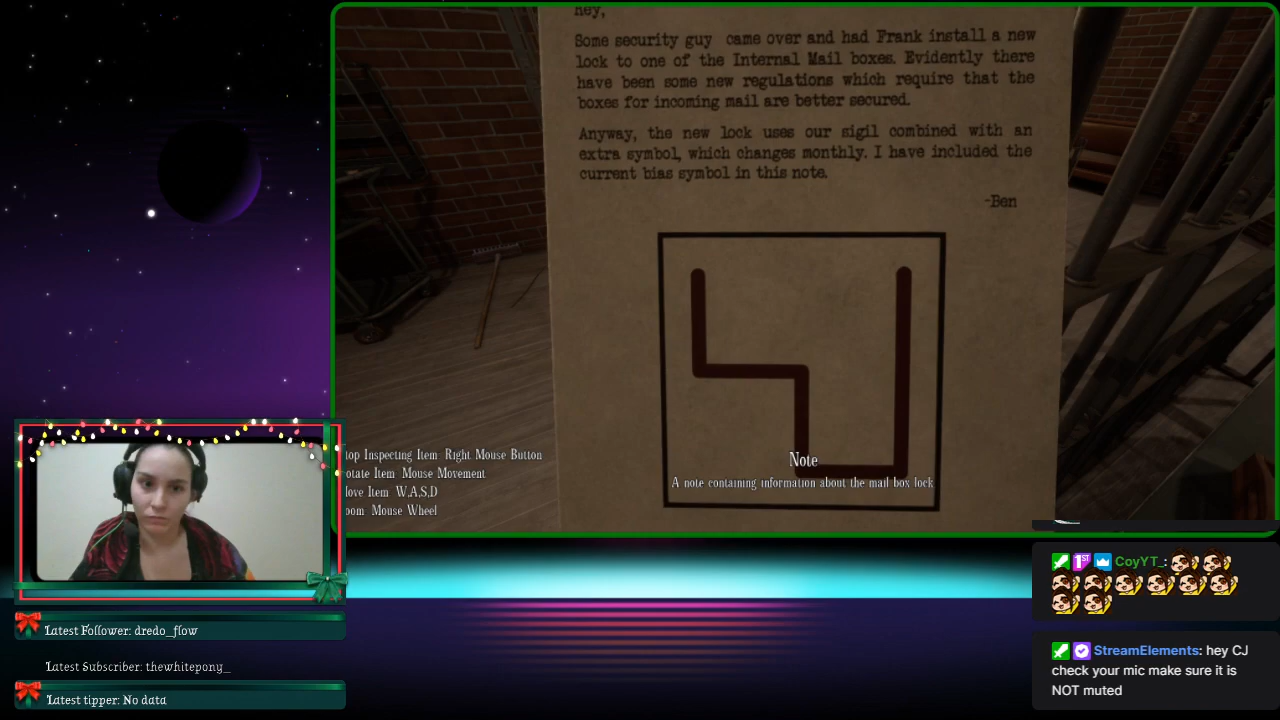 hey,
Some security guy came over and had Frank install a new
lock to one of the Internal Mail boxes. Evidently there
have been some new regulations which require that the
boxes for incoming mail are better secured.
Anyway, the new lock uses our sigil combined with an
extra symbol, which changes monthly. I have included the
current bias symbol in this note.
-Ben
Note
A note containing information about the mail box lock
Inspecting Item Right Mouse Button
Item Mouse Movement
Item W,A,S,D
Mouse Wheel
Latest Follower: dredo_flow
Latest Subscriber: thewhitepony_
Latest tipper: No data
1ST CoyYT_:
StreamElements: hey CJ
check your mic make sure it is
NOT muted